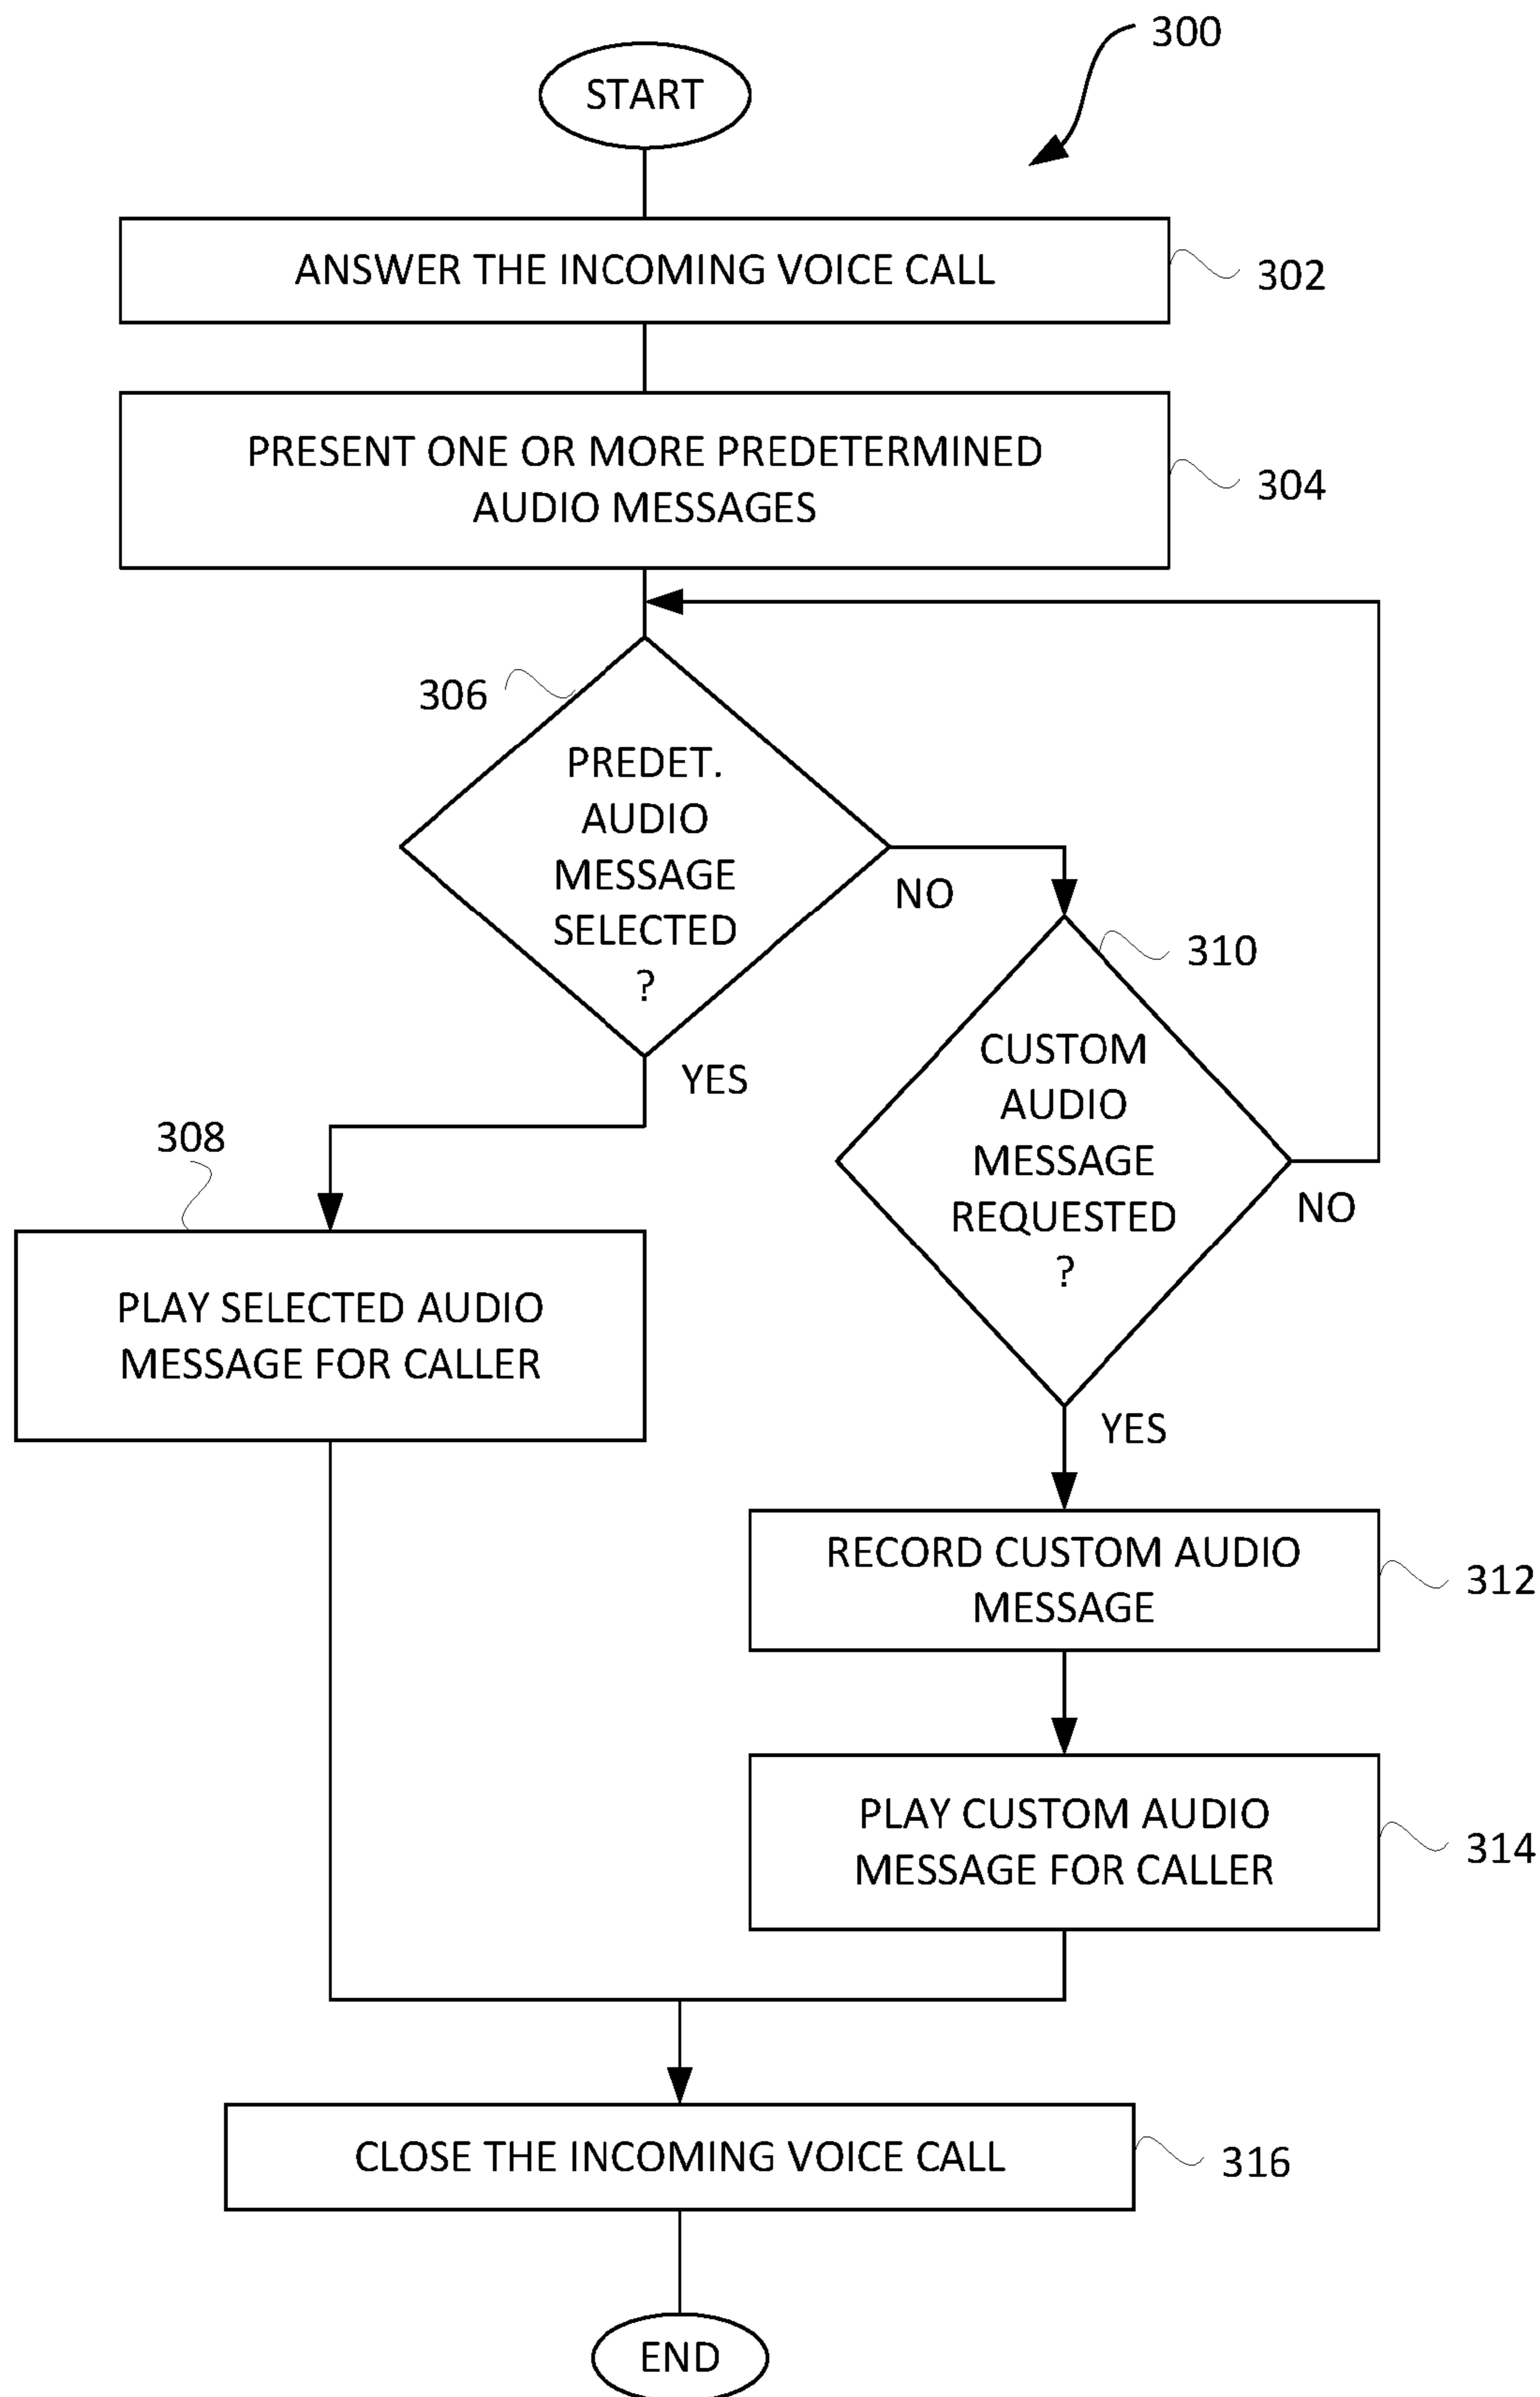 300
START
ANSWER THE INCOMING VOICE CALL
302
PRESENT ONE OR MORE PREDETERMINED
AUDIO MESSAGES
304
306
PREDET.
AUDIO
MESSAGE
SELECTED
?
NO
YES
310
CUSTOM
AUDIO
MESSAGE
REQUESTED
?
NO
YES
308
PLAY SELECTED AUDIO
MESSAGE FOR CALLER
RECORD CUSTOM AUDIO
MESSAGE
312
PLAY CUSTOM AUDIO
MESSAGE FOR CALLER
314
CLOSE THE INCOMING VOICE CALL
316
END